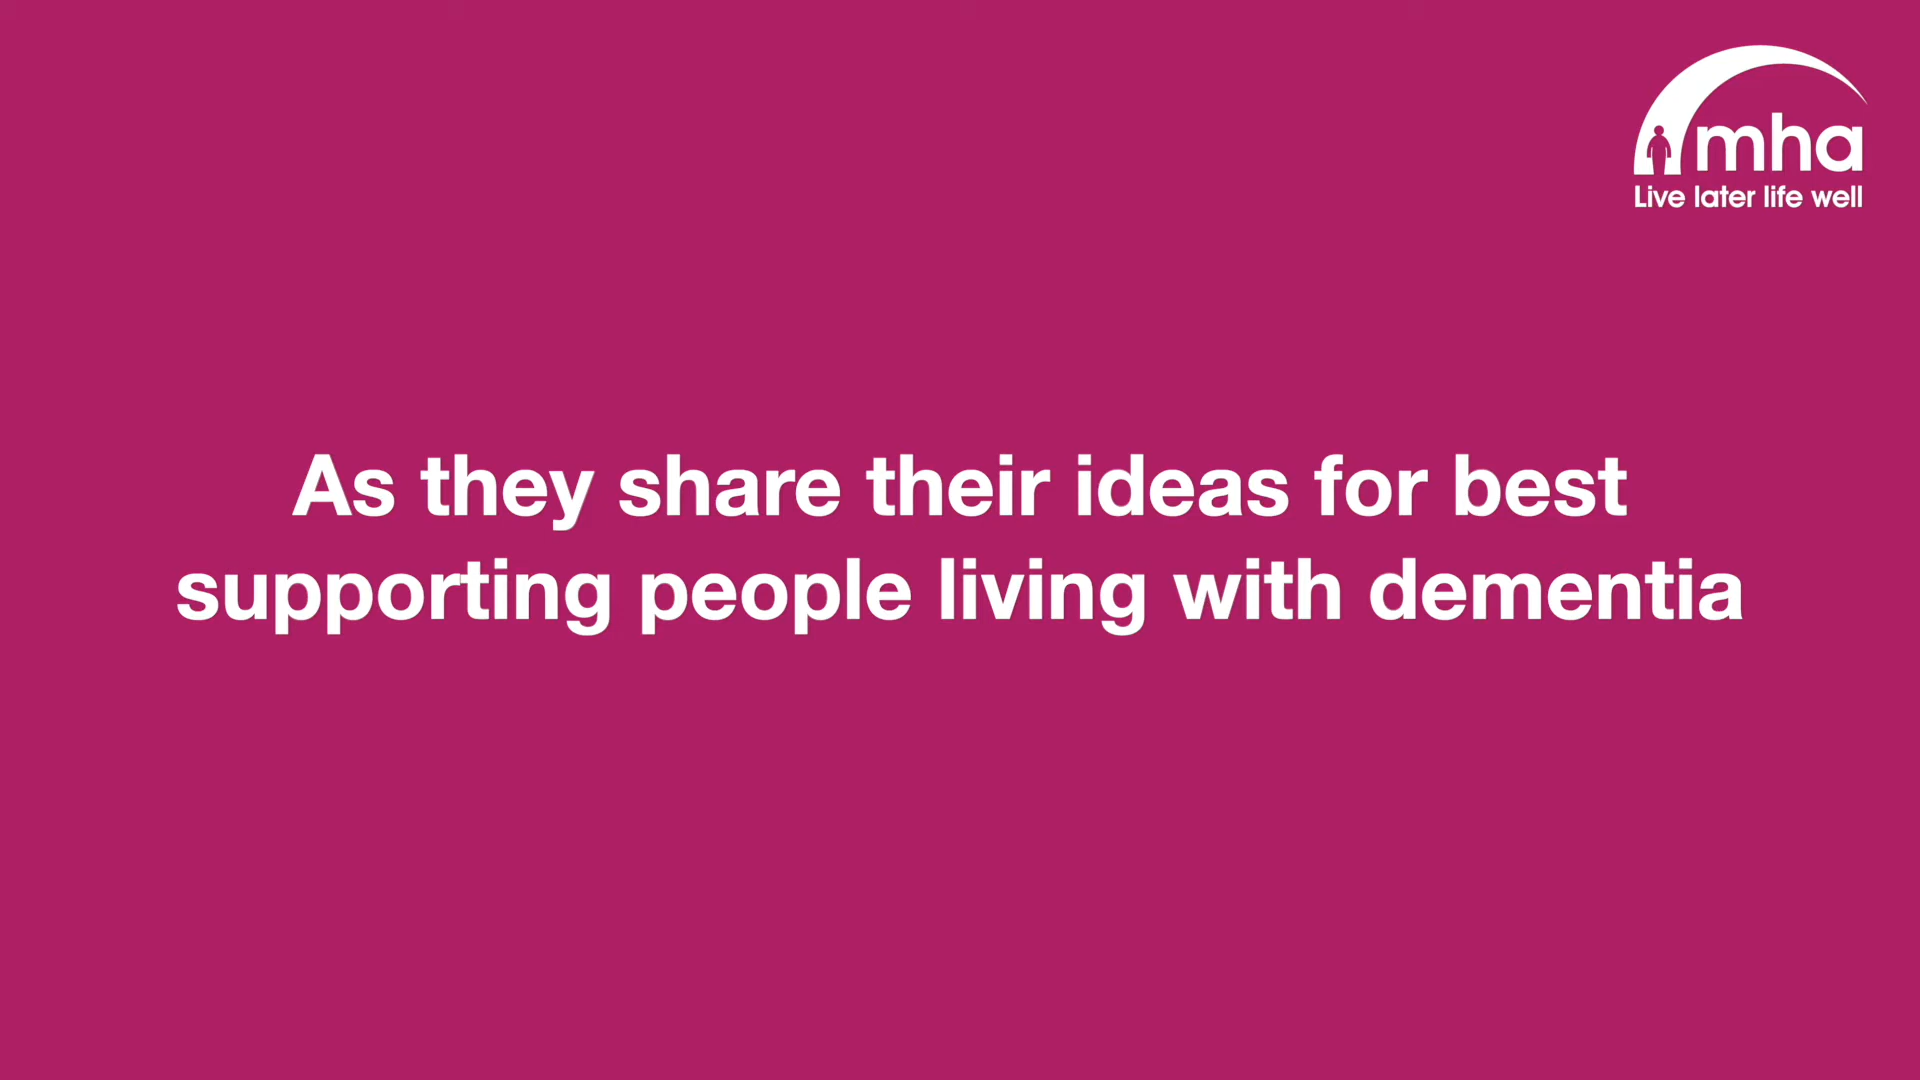 mha
Live later life well
As they share their ideas for best
supporting people living with dementia